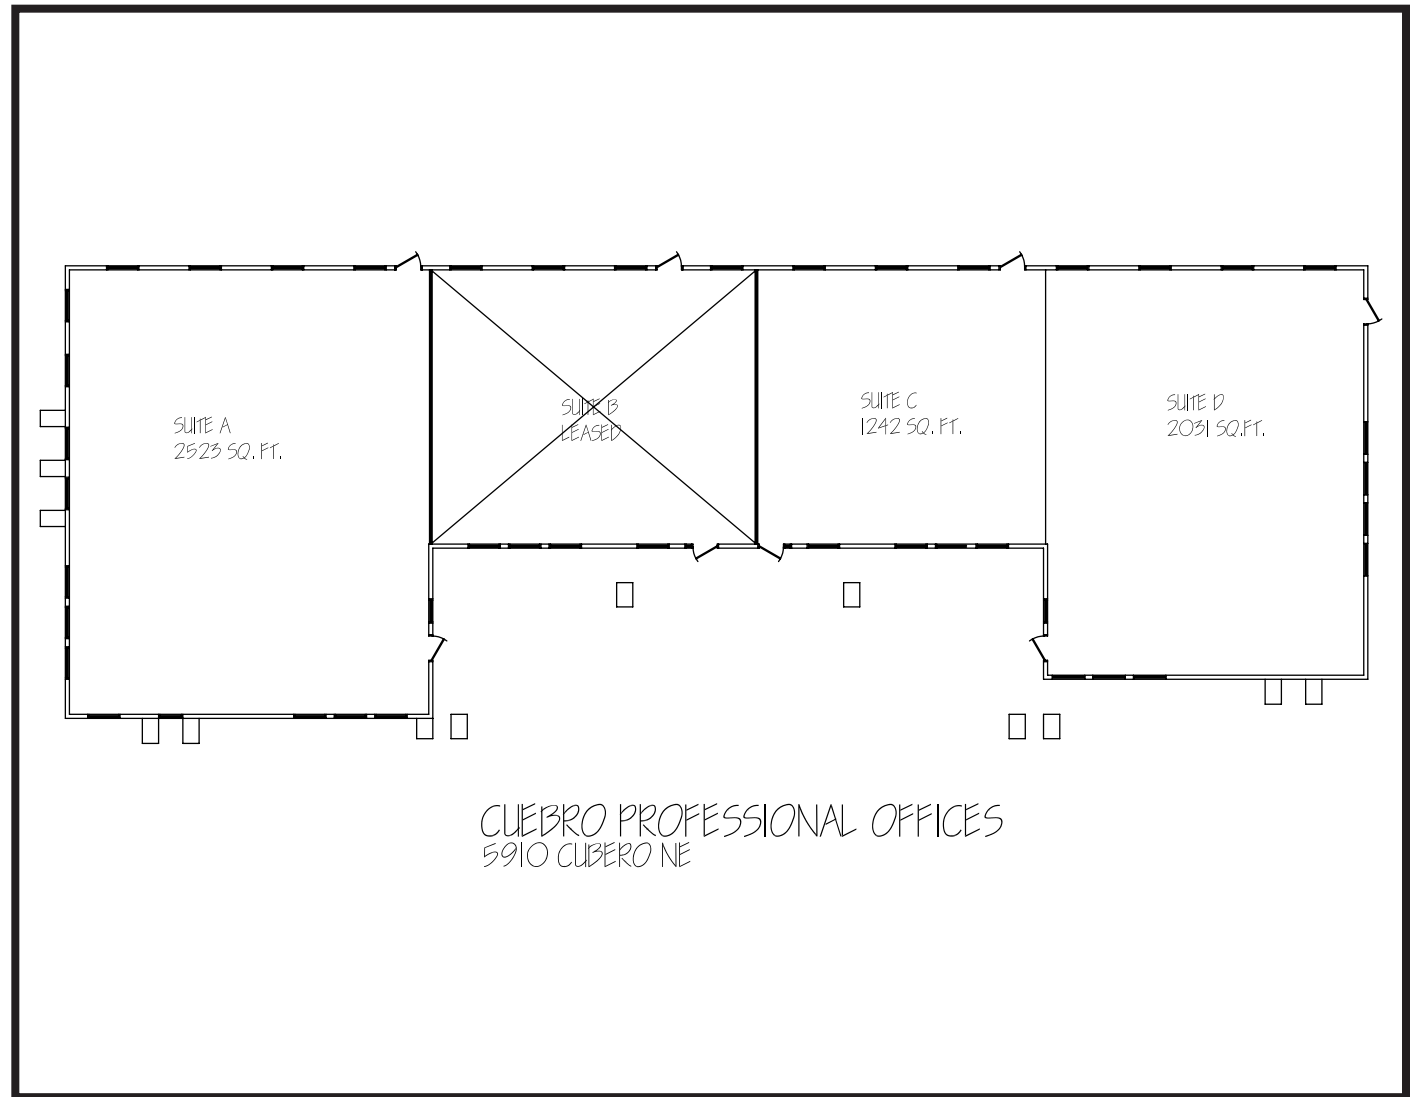 SUITE A
2523 SQ. FT.
SUITE B
LEASED
SUITE C
1242 SQ. FT.
SUITE D
2031 SQ.FT.
CUEBRO PROFESSIONAL OFFICES
5910 CUBERO NE